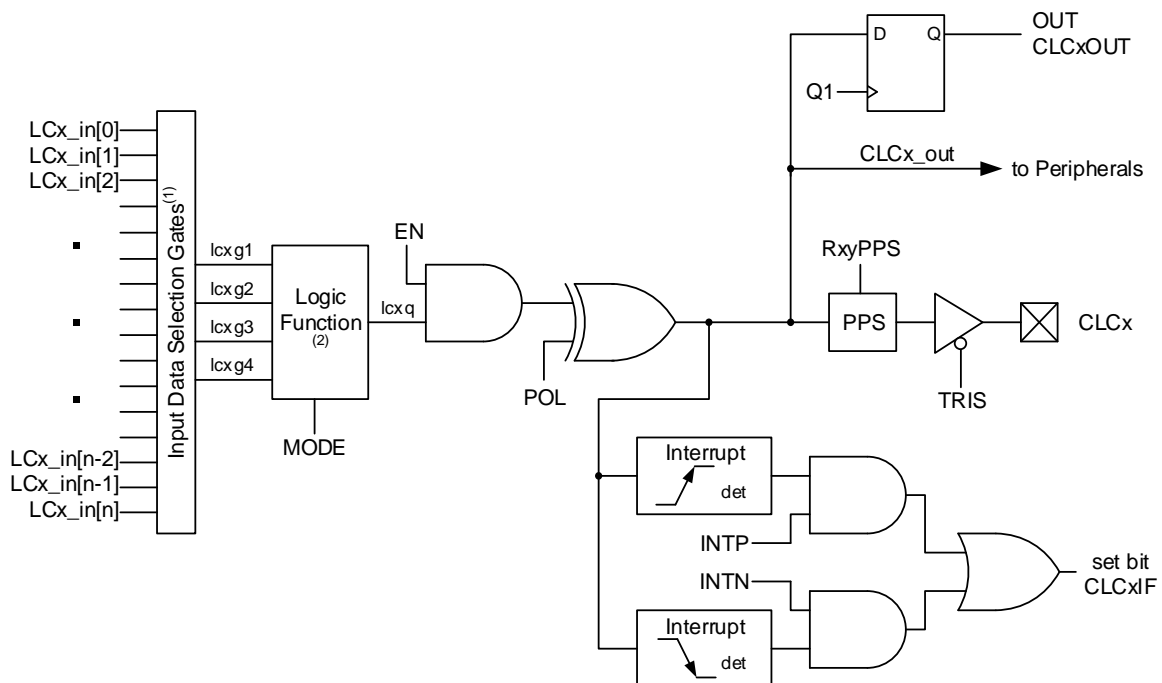 OUT
CLCxOUT
D
Q
Q1
LCx_in[0]
LCx_in[1]
LCx_in[2]
CLCx_out
to Peripherals
Input Data Selection Gates(1)
EN
RxyPPS
lcxg1
lcxg2
lcxg3
lcxg4
Logic
Function
(2)
lcxq
PPS
CLCx
POL
TRIS
MODE
LCx_in[n-2]
LCx_in[n-1]
LCx_in[n]
Interrupt
det
INTP
INTN
set bit
CLCxIF
Interrupt
det